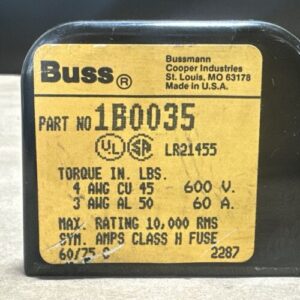 Buss®
Bussmann
Cooper Industries
St. Louis, MO 63178
Made in U.S.A.
PART NO 1B0035
UL SA LR21455
TORQUE IN. LBS.
4 AWG CU 45 600 V.
3 AWG AL 50 60 A.
MAX. RATING 10,000 RMS
SYM. AMPS CLASS H FUSE
60/75 C 2287